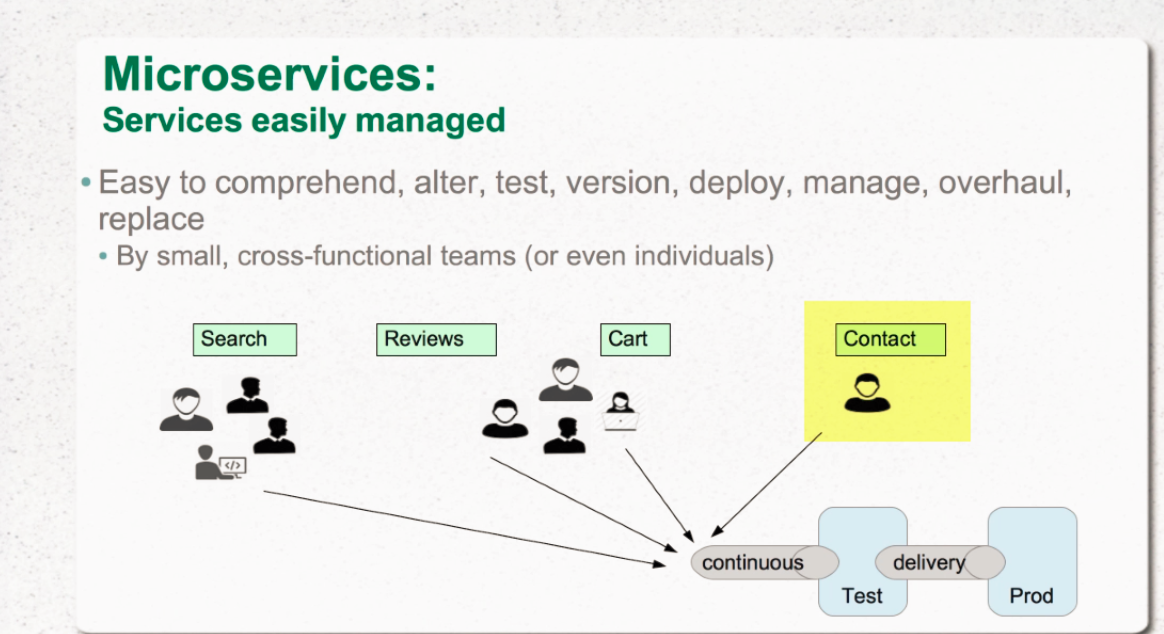 Microservices:
Services easily managed
• Easy to comprehend, alter, test, version, deploy, manage, overhaul,
replace
• By small, cross-functional teams (or even individuals)
Search
Reviews
Cart
Contact
</>
continuous
delivery
Test
Prod